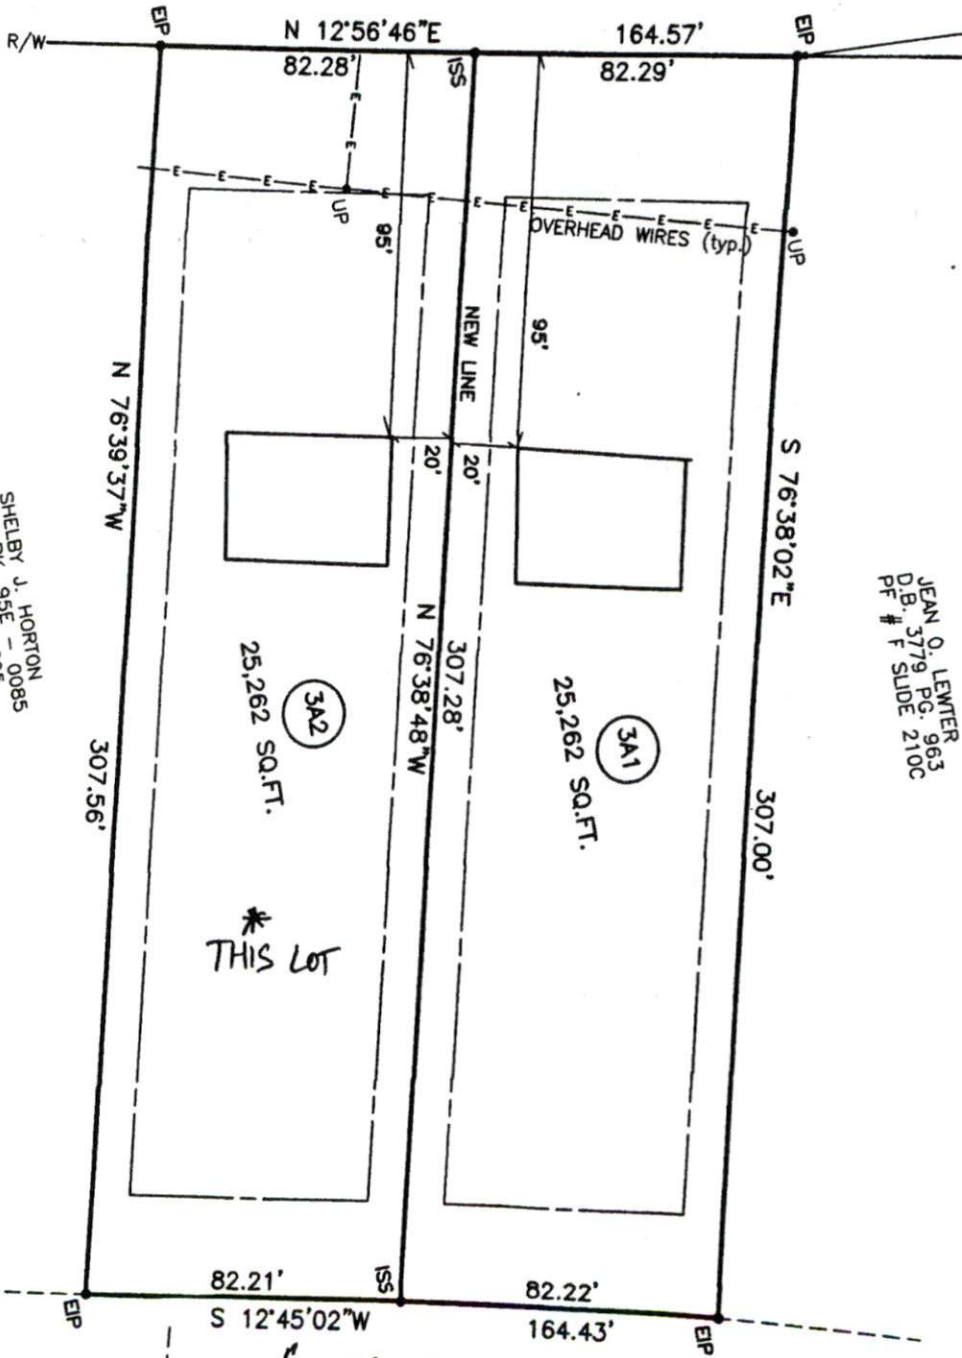 EIP
N 12°56'46"E
164.57'
EIP
R/W
82.28'
ISS
82.29'
E
E
E E E E E E E E E E E E E
UP
OVERHEAD WIRES (typ.)
UP
95'
95'
NEW LINE
20'
20'
N 76°39'37"W
307.56'
S 76°38'02"E
307.00'
N 76°38'48"W
307.28'
JEAN O. LEWTER
D.B. 3779 PG. 963
PF # F SLIDE 210C
SHELBY J. HORTON
95E - 0085
3A2
25,262 SQ.FT.
3A1
25,262 SQ.FT.
*
THIS LOT
82.21'
ISS
82.22'
EIP
S 12°45'02"W
164.43'
EIP